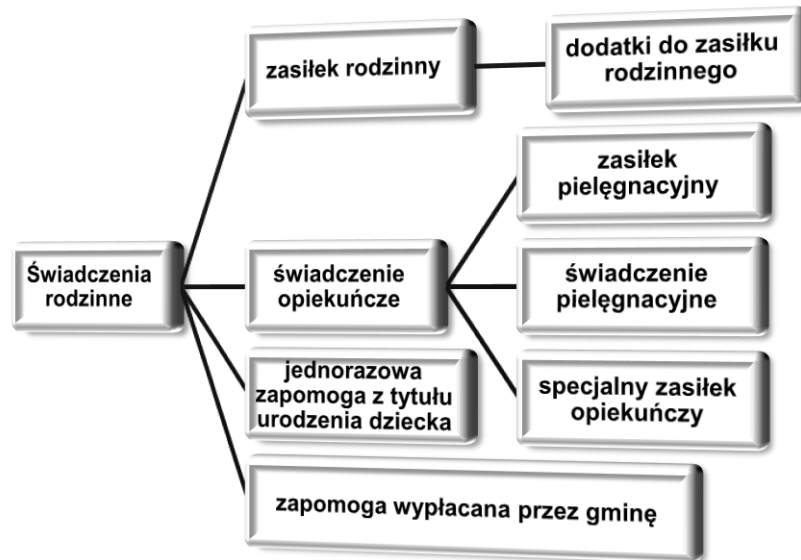 zasiłek rodzinny
dodatki do zasiłku
rodzinnego
zasiłek
pielęgnacyjny
Świadczenia
rodzinne
świadczenie
opiekuńcze
świadczenie
pielęgnacyjne
jednorazowa
zapomoga z tytułu
urodzenia dziecka
specjalny zasiłek
opiekuńczy
zapomoga wypłacana przez gminę